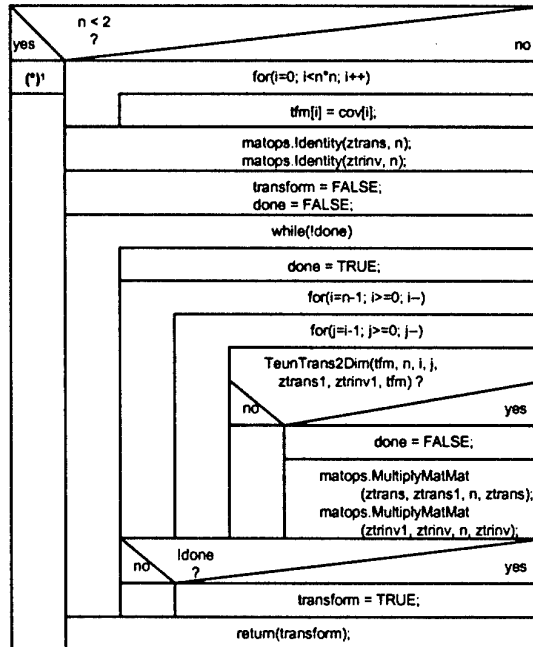 n < 2
?
yes
no
(*)¹
for(i=0; i<n*n; i++)
tfm[i] = cov[i];
matops.Identity(ztrans, n);
matops.Identity(ztrinv, n);
transform = FALSE;
done = FALSE;
while(!done)
done = TRUE;
for(i=n-1; i>=0; i--)
for(j=i-1; j>=0; j--)
TeunTrans2Dim(tfm, n, i, j,
ztrans1, ztrinv1, tfm) ?
no
yes
done = FALSE;
matops.MultiplyMatMat
(ztrans, ztrans1, n, ztrans);
matops.MultiplyMatMat
(ztrinv1, ztrinv, n, ztrinv);
!done
?
no
yes
transform = TRUE;
return(transform);